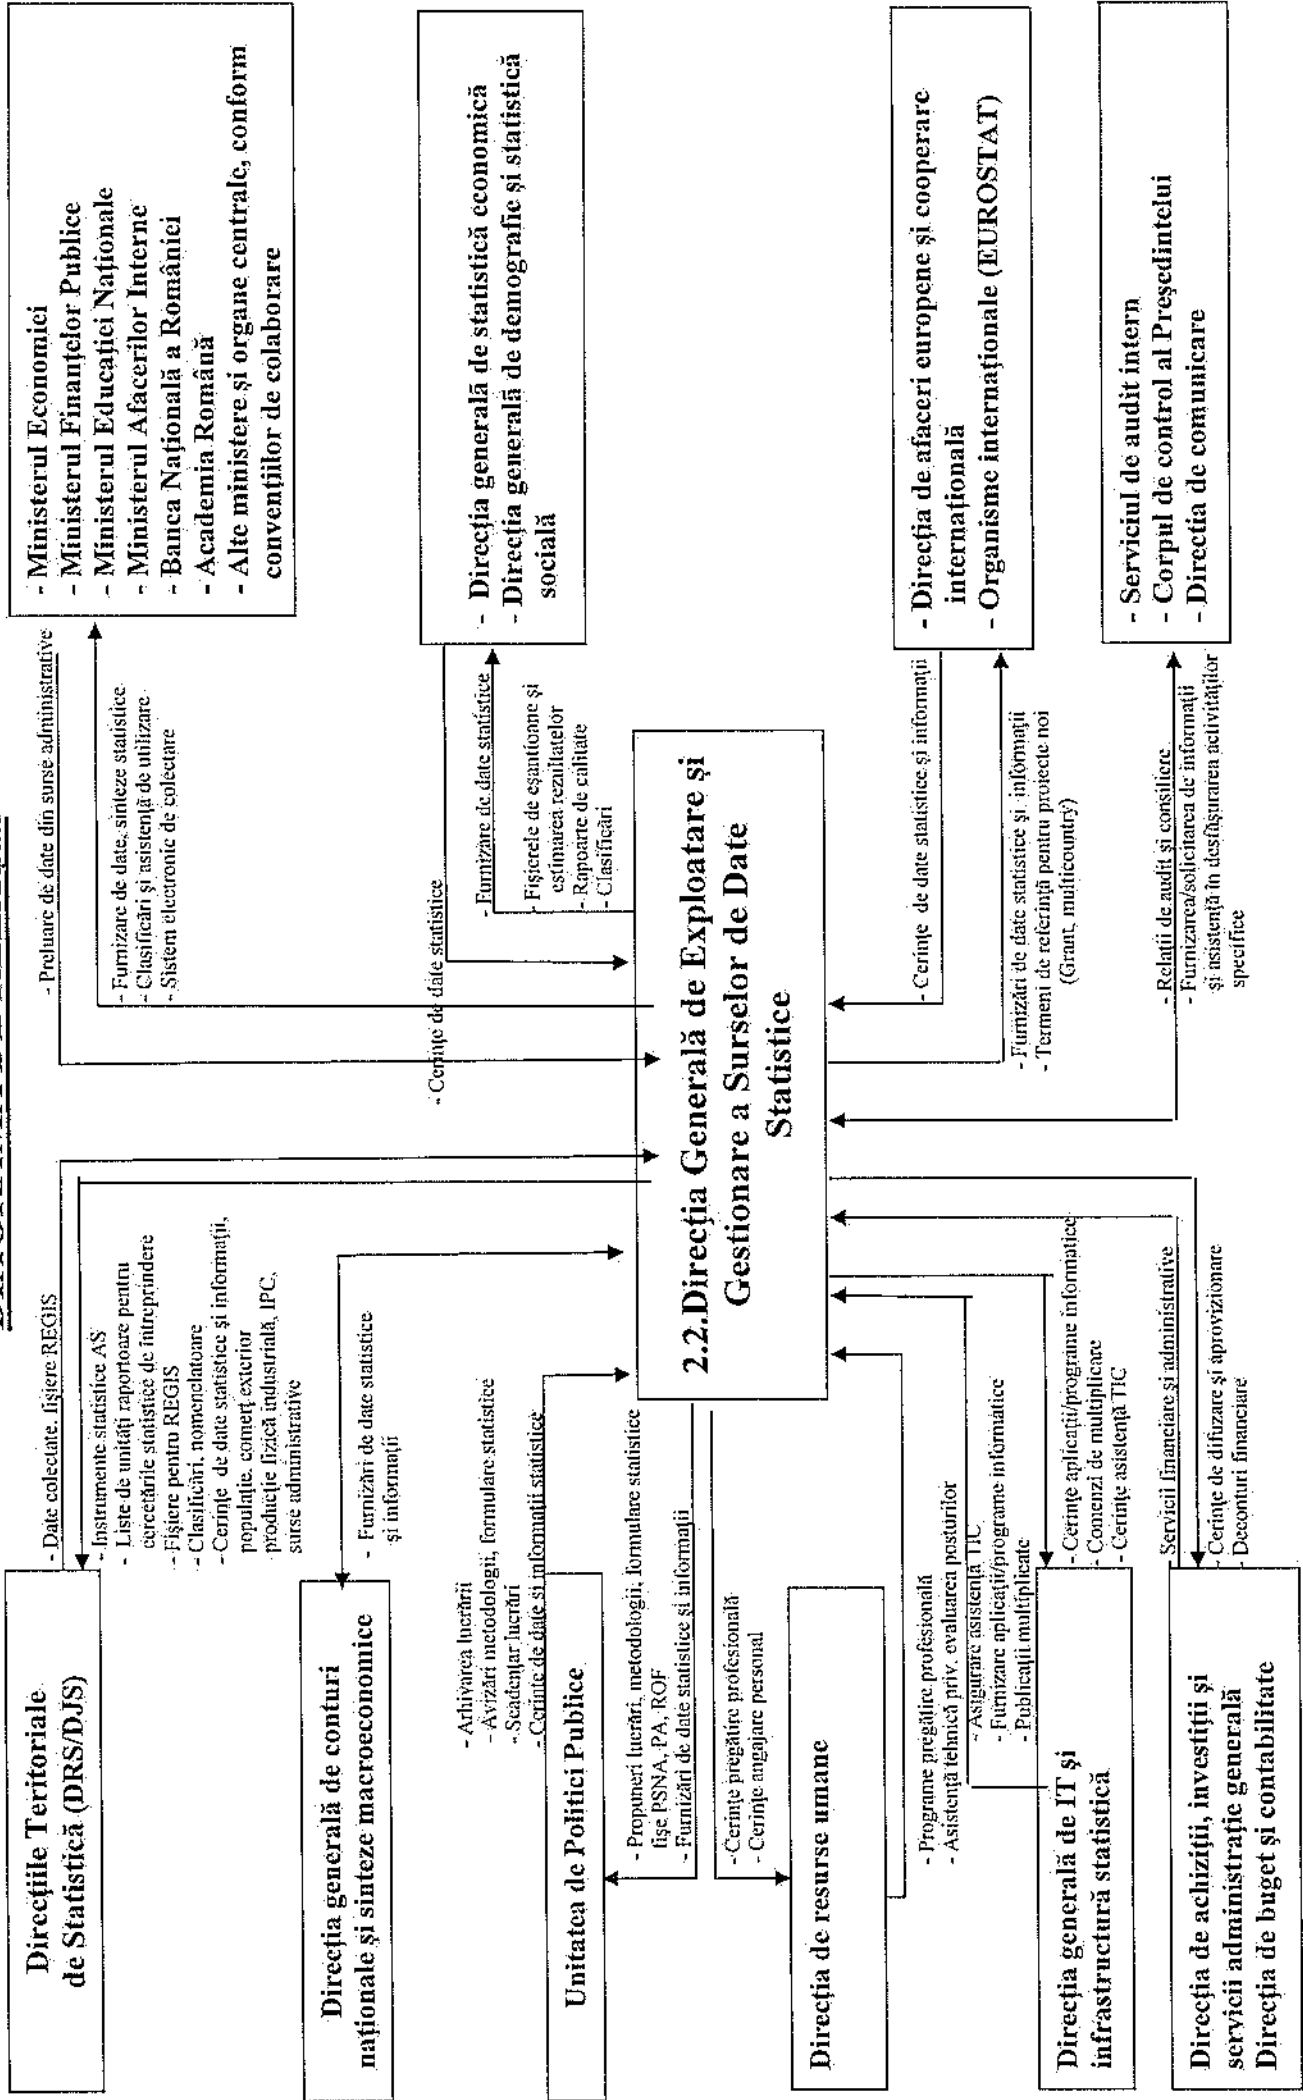 Direcțiile Teritoriale
de Statistică (DRS/DJS)
- Date colectate, fișiere REGIS
- Instrumente statistice AS
- Liste de unități raportoare pentru
cercetările statistice de întreprindere
- Fișiere pentru REGIS
- Clasificări, nomenclatoare
- Cerințe de date statistice și informații,
populație, comerț exterior
producție fizică industrială, IPC,
surse administrative
- Preluare de date din surse administrative
- Furnizare de date, sinteze statistice
- Clasificări și asistență de utilizare
- Sistem electronic de colectare
- Ministerul Economiei
- Ministerul Finanțelor Publice
- Ministerul Educației Naționale
- Ministerul Afacerilor Interne
- Banca Națională a României
- Academia Română
- Alte ministere și organe centrale, conform
convențiilor de colaborare
Direcția generală de conturi
naționale și sinteze macroeconomice
- Furnizări de date statistice
și informații
- Cerințe de date statistice
- Furnizare de date statistice
- Fișierele de eșantioane și
estimarea rezultatelor
- Rapoarte de calitate
- Clasificări
- Direcția generală de statistică economică
- Direcția generală de demografie și statistică
socială
- Arhivarea lucrării
- Avizări metodologii, formulare statistice
- Scadențar lucrări
- Cerințe de date și informații statistice
Unitatea de Politici Publice
- Propuneri lucrări, metodologii, formulare statistice
fișe PSNA, PA, ROF
- Furnizări de date statistice și informații
2.2.Direcția Generală de Exploatare și
Gestionare a Surselor de Date
Statistice
- Cerințe pregătire profesională
- Cerințe angajare personal
Direcția de resurse umane
- Programe pregătire profesională
- Asistență tehnică priv. evaluarea posturilor
- Cerințe de date statistice și informații
- Furnizări de date statistice și informații
- Termeni de referință pentru proiecte noi
(Grant, multicountry)
- Direcția de afaceri europene și cooperare
internațională
- Organisme internaționale (EUROSTAT)
- Asigurare asistență TIC
- Furnizare aplicații/programe informatice
- Publicații multiplicate
Direcția generală de IT și
infrastructură statistică
- Cerințe aplicații/programe informatice
- Comenzi de multiplicare
- Cerințe asistență TIC
- Relații de audit și consiliere
- Furnizarea/solicitarea de informații
și asistență în desfășurarea activităților
specifice
- Serviciul de audit intern
- Corpul de control al Președintelui
- Directia de comunicare
Servicii financiare și administrative
- Cerințe de difuzare și aprovizionare
- Deconturi financiare
Direcția de achiziții, investiții și
servicii administrație generală
Direcția de buget și contabilitate